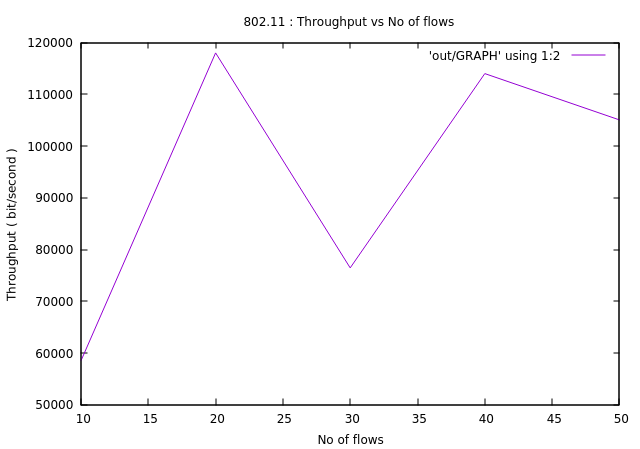 802.11 : Throughput vs No of flows
120000
'out/GRAPH' using 1:2
110000
100000
90000
80000
70000
60000
50000
Throughput ( bit/second )
10 15 20 25 30 35 40 45 50
No of flows